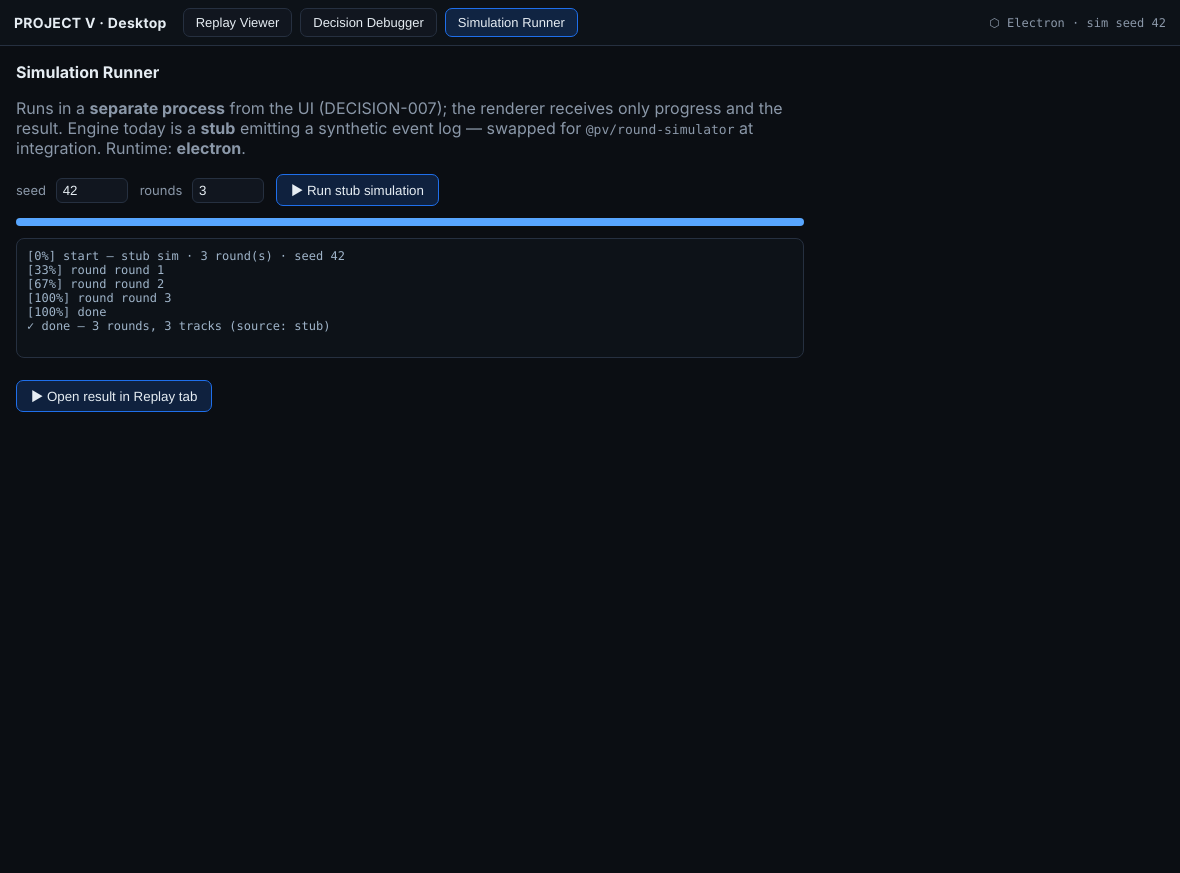 PROJECT V · Desktop
Replay Viewer
Decision Debugger
Simulation Runner
⬡ Electron · sim seed 42
Simulation Runner
Runs in a separate process from the UI (DECISION-007); the renderer receives only progress and the
result. Engine today is a stub emitting a synthetic event log — swapped for @pv/round-simulator at
integration. Runtime: electron.
seed 42 rounds 3 ▶ Run stub simulation
[0%] start — stub sim · 3 round(s) · seed 42
[33%] round round 1
[67%] round round 2
[100%] round round 3
[100%] done
✓ done — 3 rounds, 3 tracks (source: stub)
▶ Open result in Replay tab